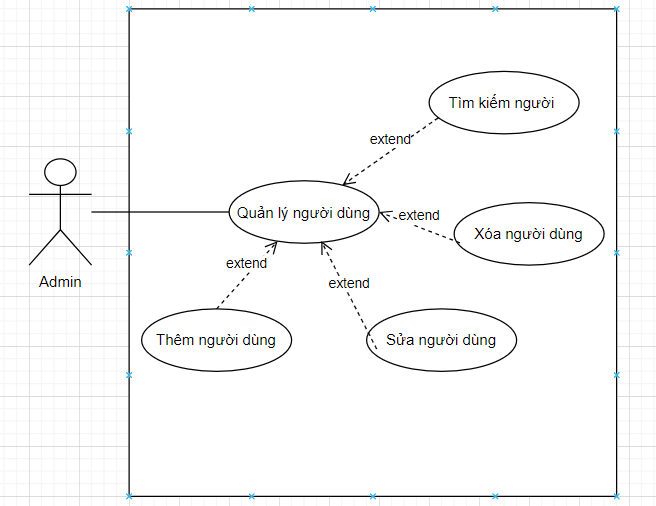 Tìm kiếm người
extend
Quản lý người dùng
extend
Xóa người dùng
extend
Admin
extend
Thêm người dùng
Sửa người dùng